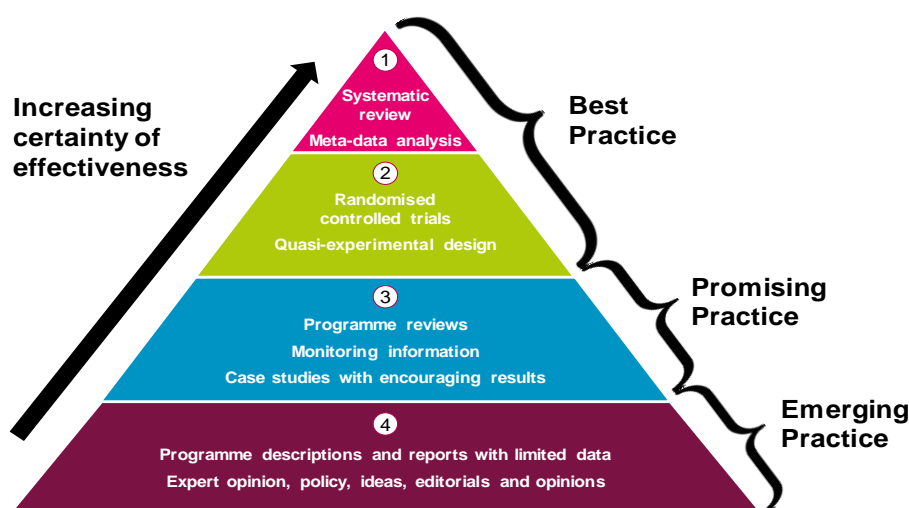 Increasing
certainty of
effectiveness
1
Systematic
review
Meta-data analysis
2
Randomised
controlled trials
Quasi-experimental design
3
Programme reviews
Monitoring information
Case studies with encouraging results
4
Programme descriptions and reports with limited data
Expert opinion, policy, ideas, editorials and opinions
Best
Practice
Promising
Practice
Emerging
Practice